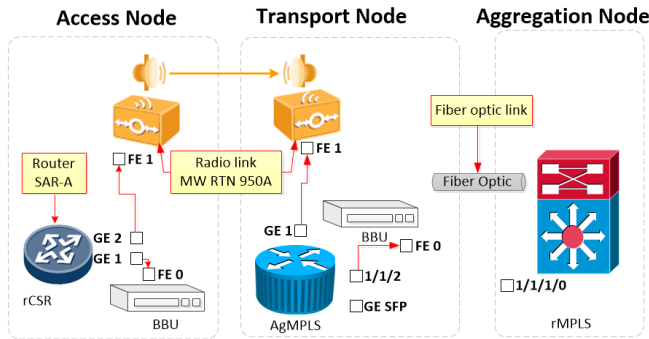 Access Node
Transport Node
Aggregation Node
FE 1
Radio link
MW RTN 950A
FE 1
Fiber optic link
Router
SAR-A
Fiber Optic
GE 2
GE 1
FE 0
rCSR
BBU
GE 1
BBU
FE 0
1/1/2
GE SFP
AgMPLS
1/1/1/0
rMPLS